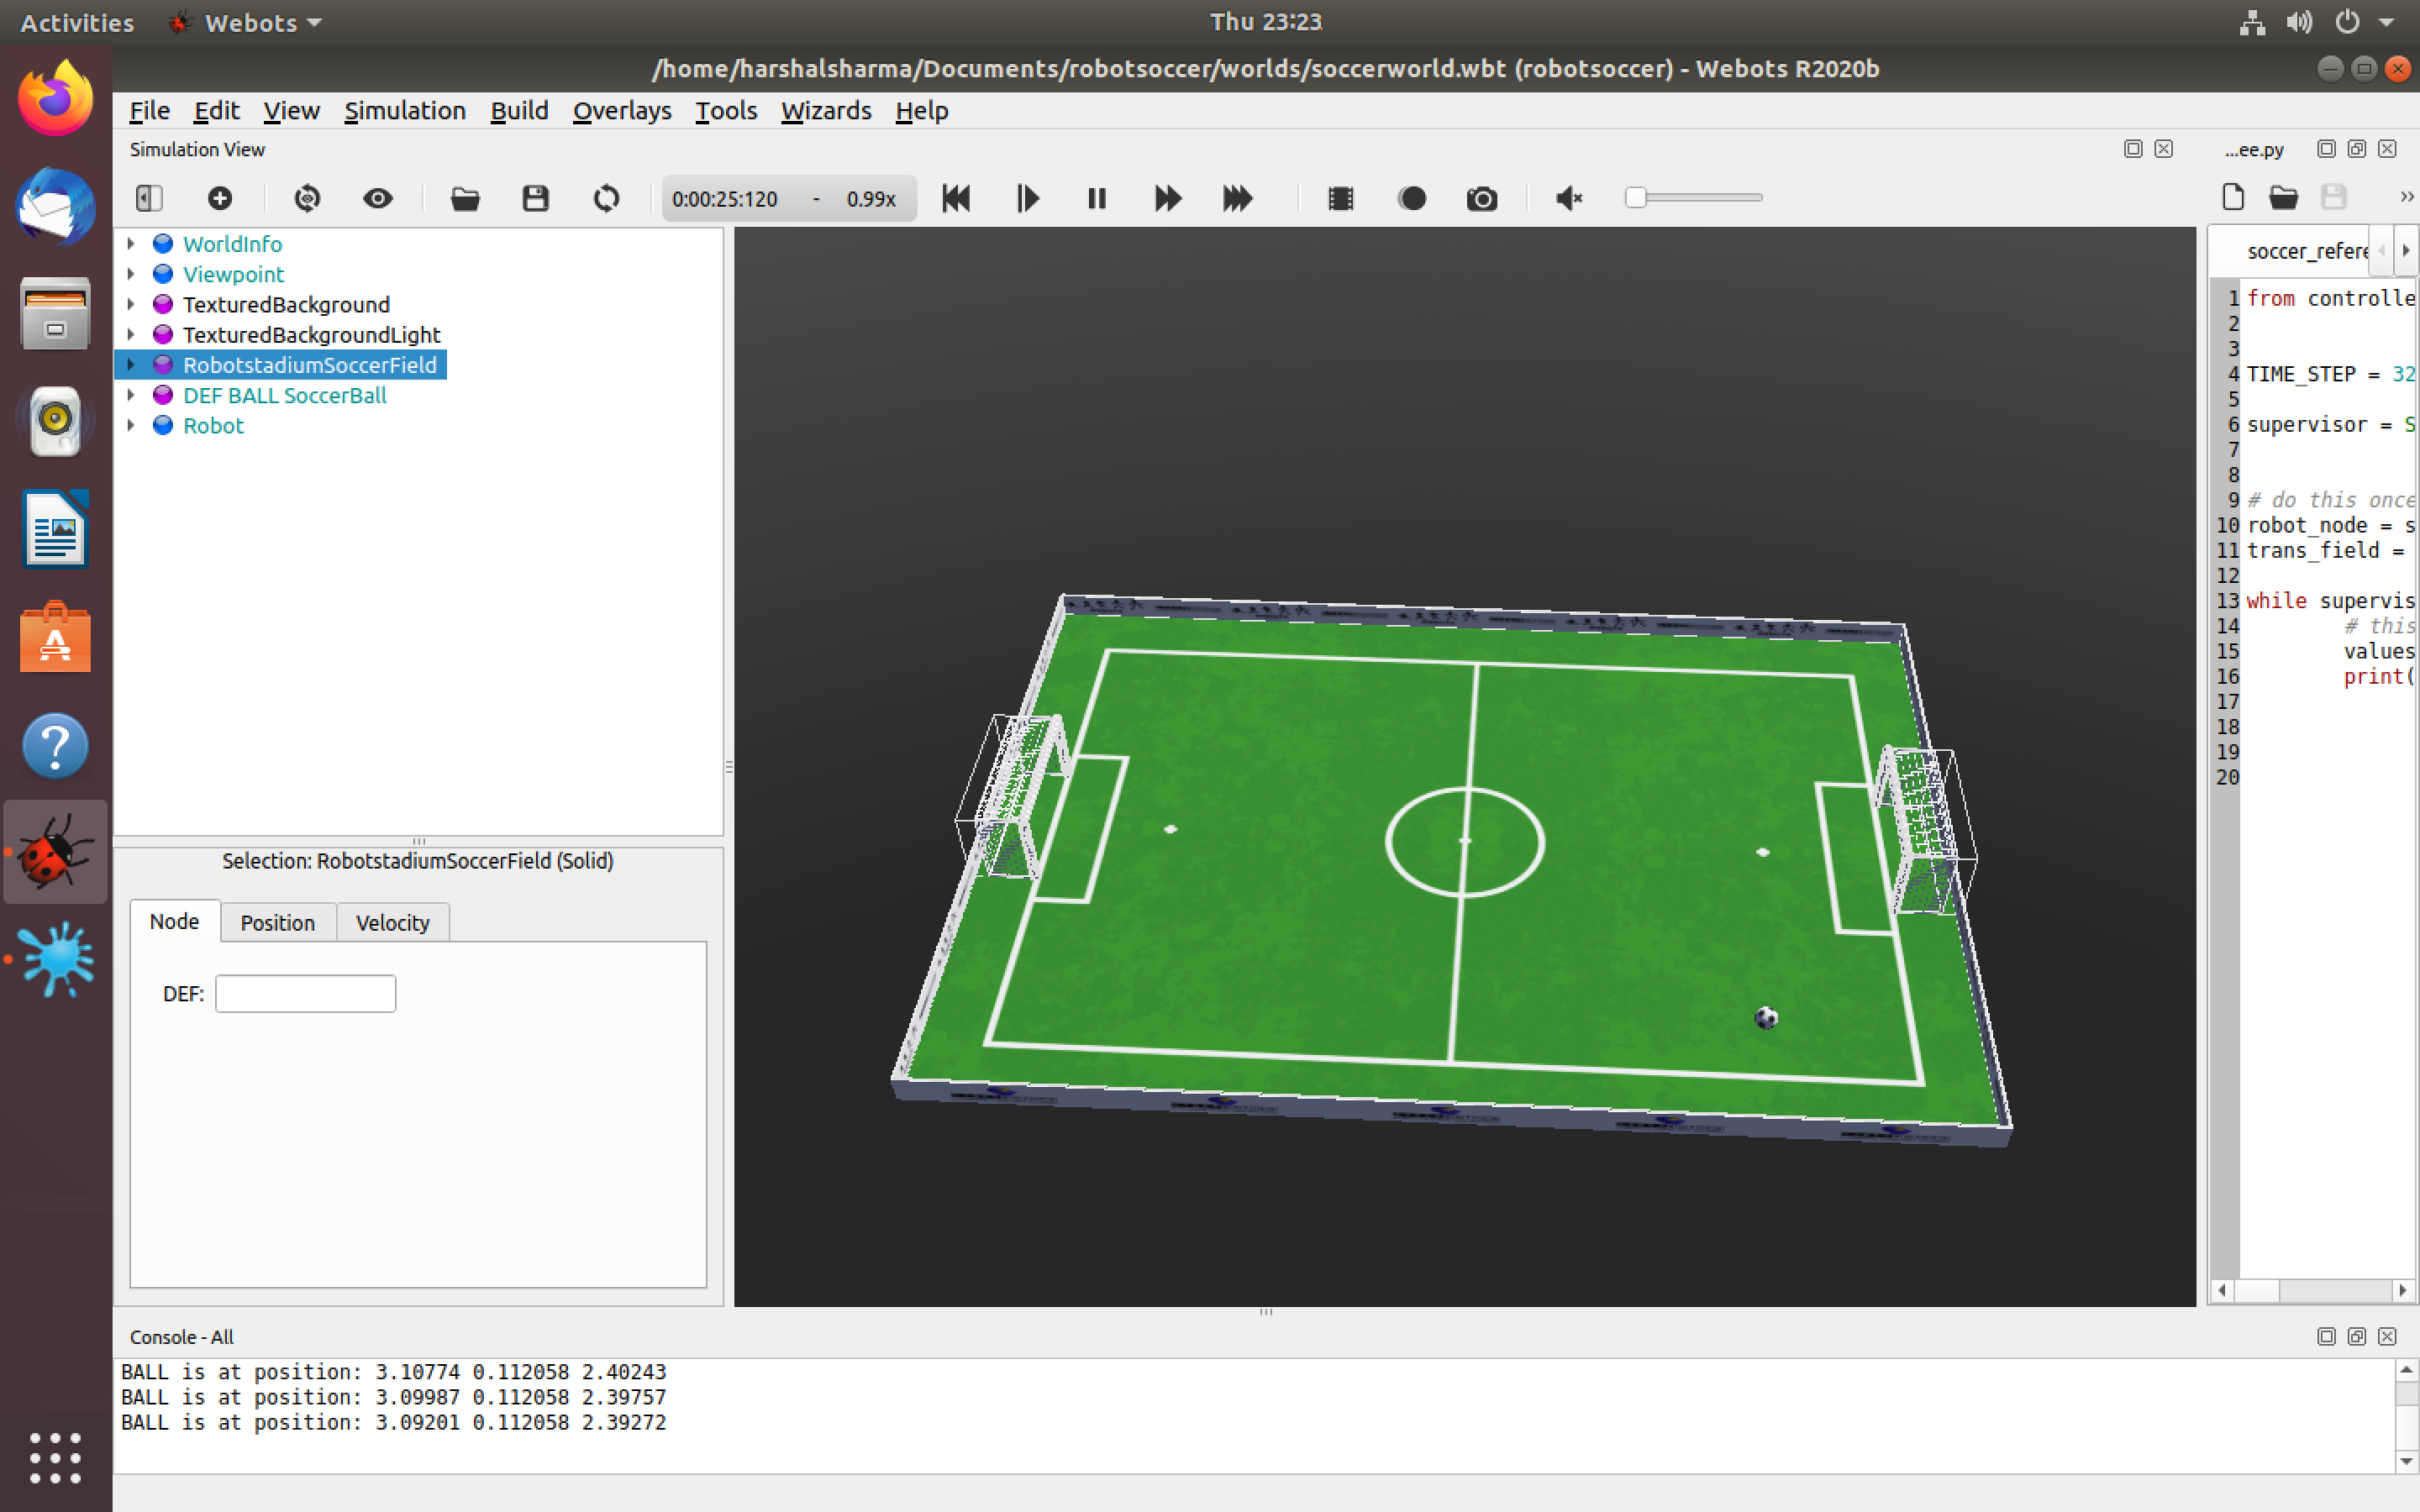 Activities
Webots
Thu 23:23
/home/harshalsharma/Documents/robotsoccer/worlds/soccerworld.wbt (robotsoccer) - Webots R2020b
File Edit View Simulation Build Overlays Tools Wizards Help
Simulation View
...ee.py
0:00:25:120 - 0.99x
WorldInfo
Viewpoint
TexturedBackground
TexturedBackgroundLight
RobotstadiumSoccerField
DEF BALL SoccerBall
Robot
Selection: RobotstadiumSoccerField (Solid)
Node Position Velocity
DEF:
soccer_refere
1 from controlle
2
3
4 TIME_STEP = 32
5
6 supervisor = S
7
8
9 # do this once
10 robot_node = s
11 trans_field =
12
13 while supervis
14 # this
15 values
16 print(
17
18
19
20
Console - All
BALL is at position: 3.10774 0.112058 2.40243
BALL is at position: 3.09987 0.112058 2.39757
BALL is at position: 3.09201 0.112058 2.39272